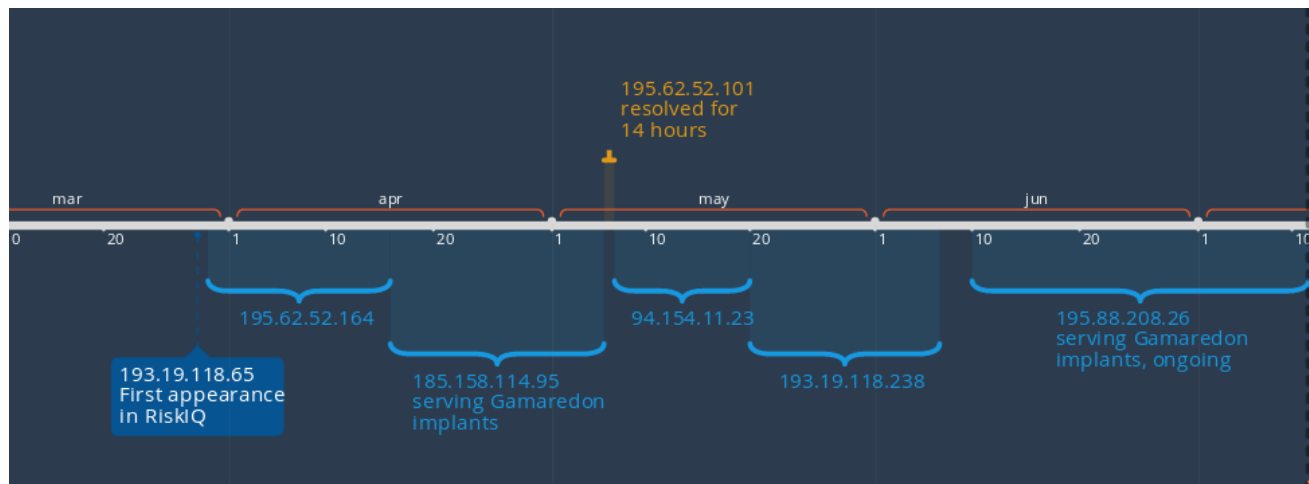 195.62.52.101
resolved for
14 hours
mar
apr
may
jun
0
20
1
10
20
1
10
20
1
10
20
1
10
195.62.52.164
94.154.11.23
195.88.208.26
serving Gamaredon
implants, ongoing
193.19.118.65
First appearance
in RiskIQ
185.158.114.95
serving Gamaredon
implants
193.19.118.238